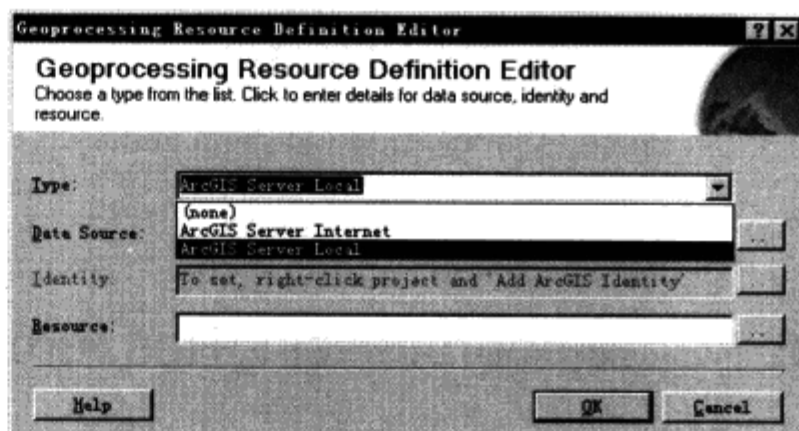 Geoprocessing Resource Definition Editor
Geoprocessing Resource Definition Editor
Choose a type from the list. Click to enter details for data source, identity and
resource.
Type:
ArcGIS Server Local
(none)
ArcGIS Server Internet
ArcGIS Server Local
Data Source:
..
Identity
To set, right-click project and 'Add ArcGIS Identity'
Resource:
..
Help
OK
Cancel